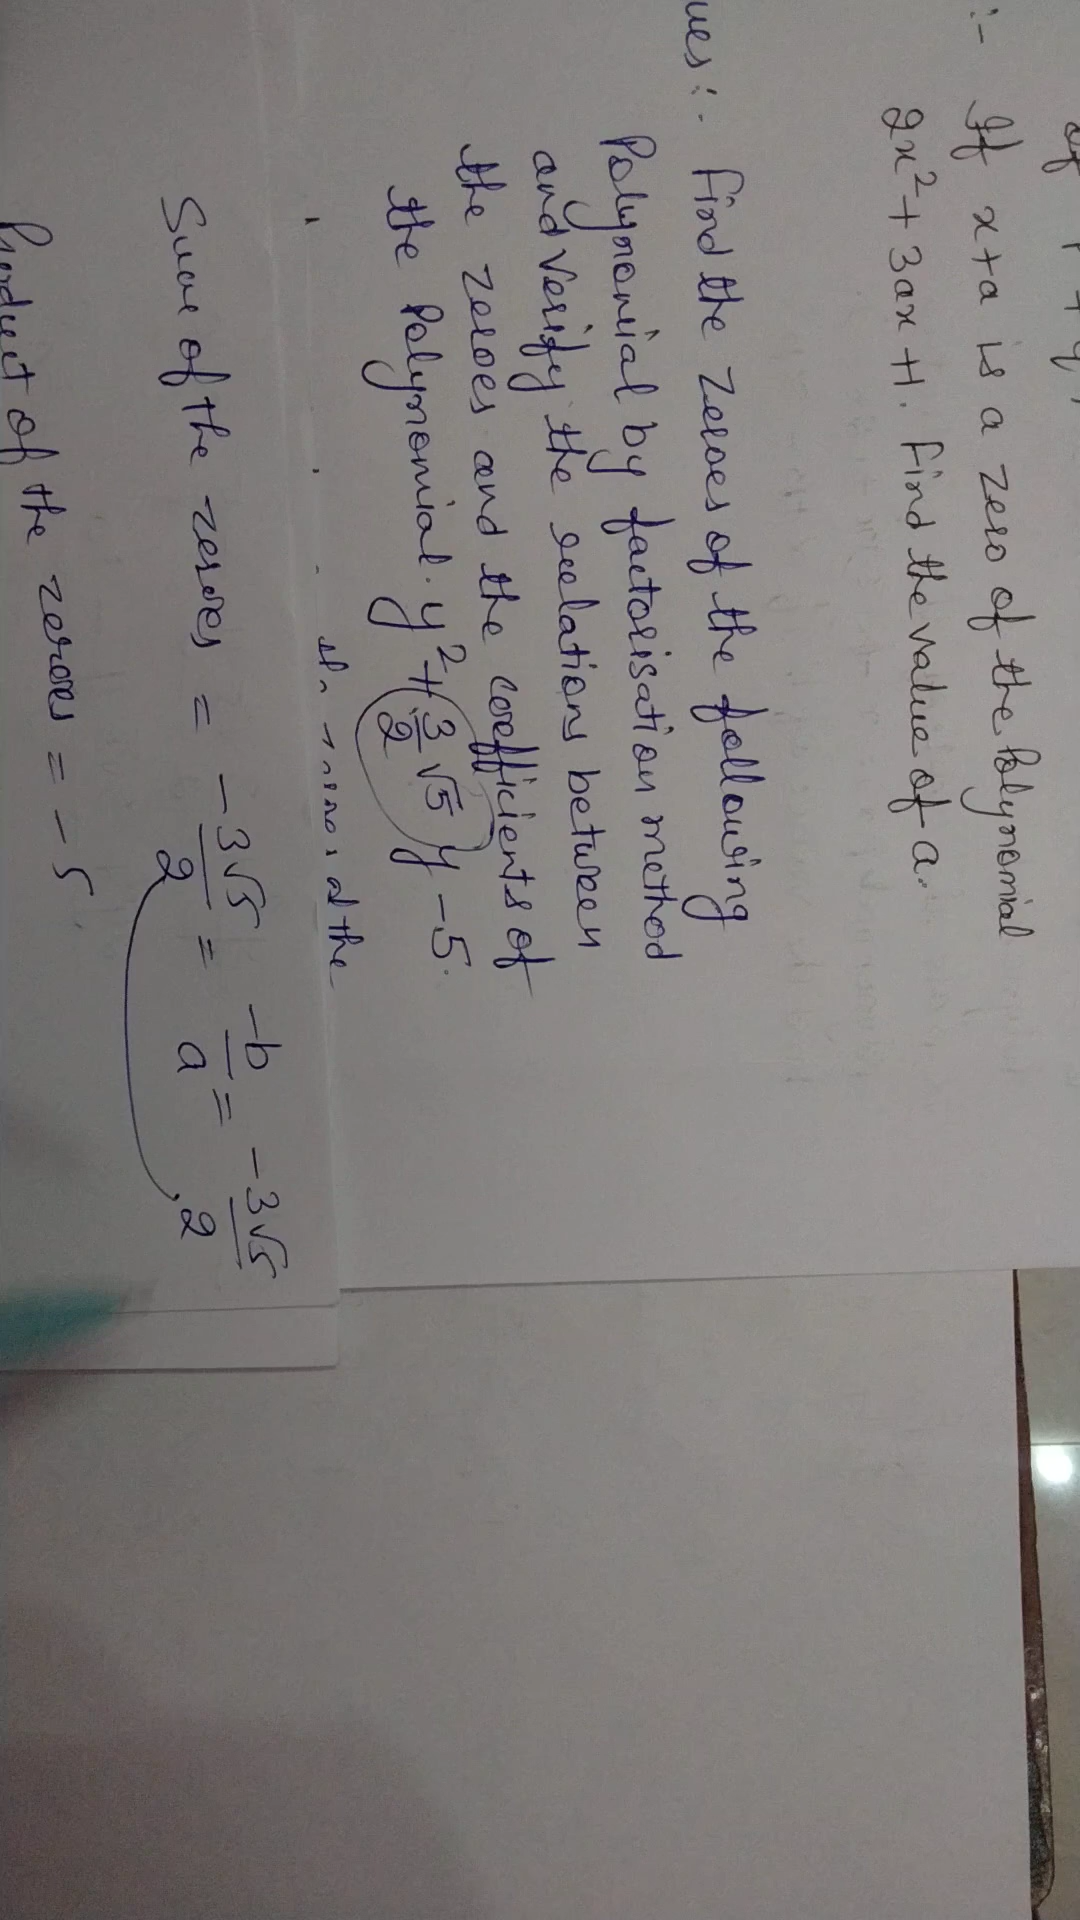 :- If x+a is a zero of the Polynomial
2x²+3ax+1. Find the value of a.
ues:- Find the zeroes of the following
Polynomial by factorisation method
and verify the relations between
the zeroes and the coefficients of
the Polynomial. y²+3/2 √5 y -5.
Sum of the zeroes = -3√5/2 = -b/a = -3√5/2
Product of the zeroes = -5